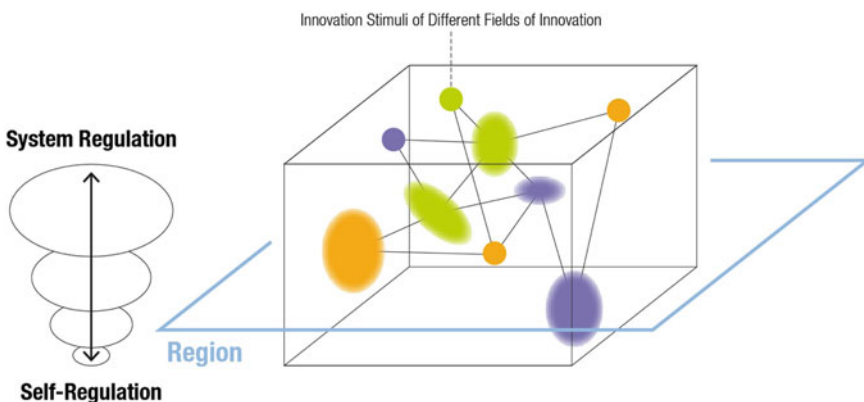 Innovation Stimuli of Different Fields of Innovation
System Regulation
Region
Self-Regulation